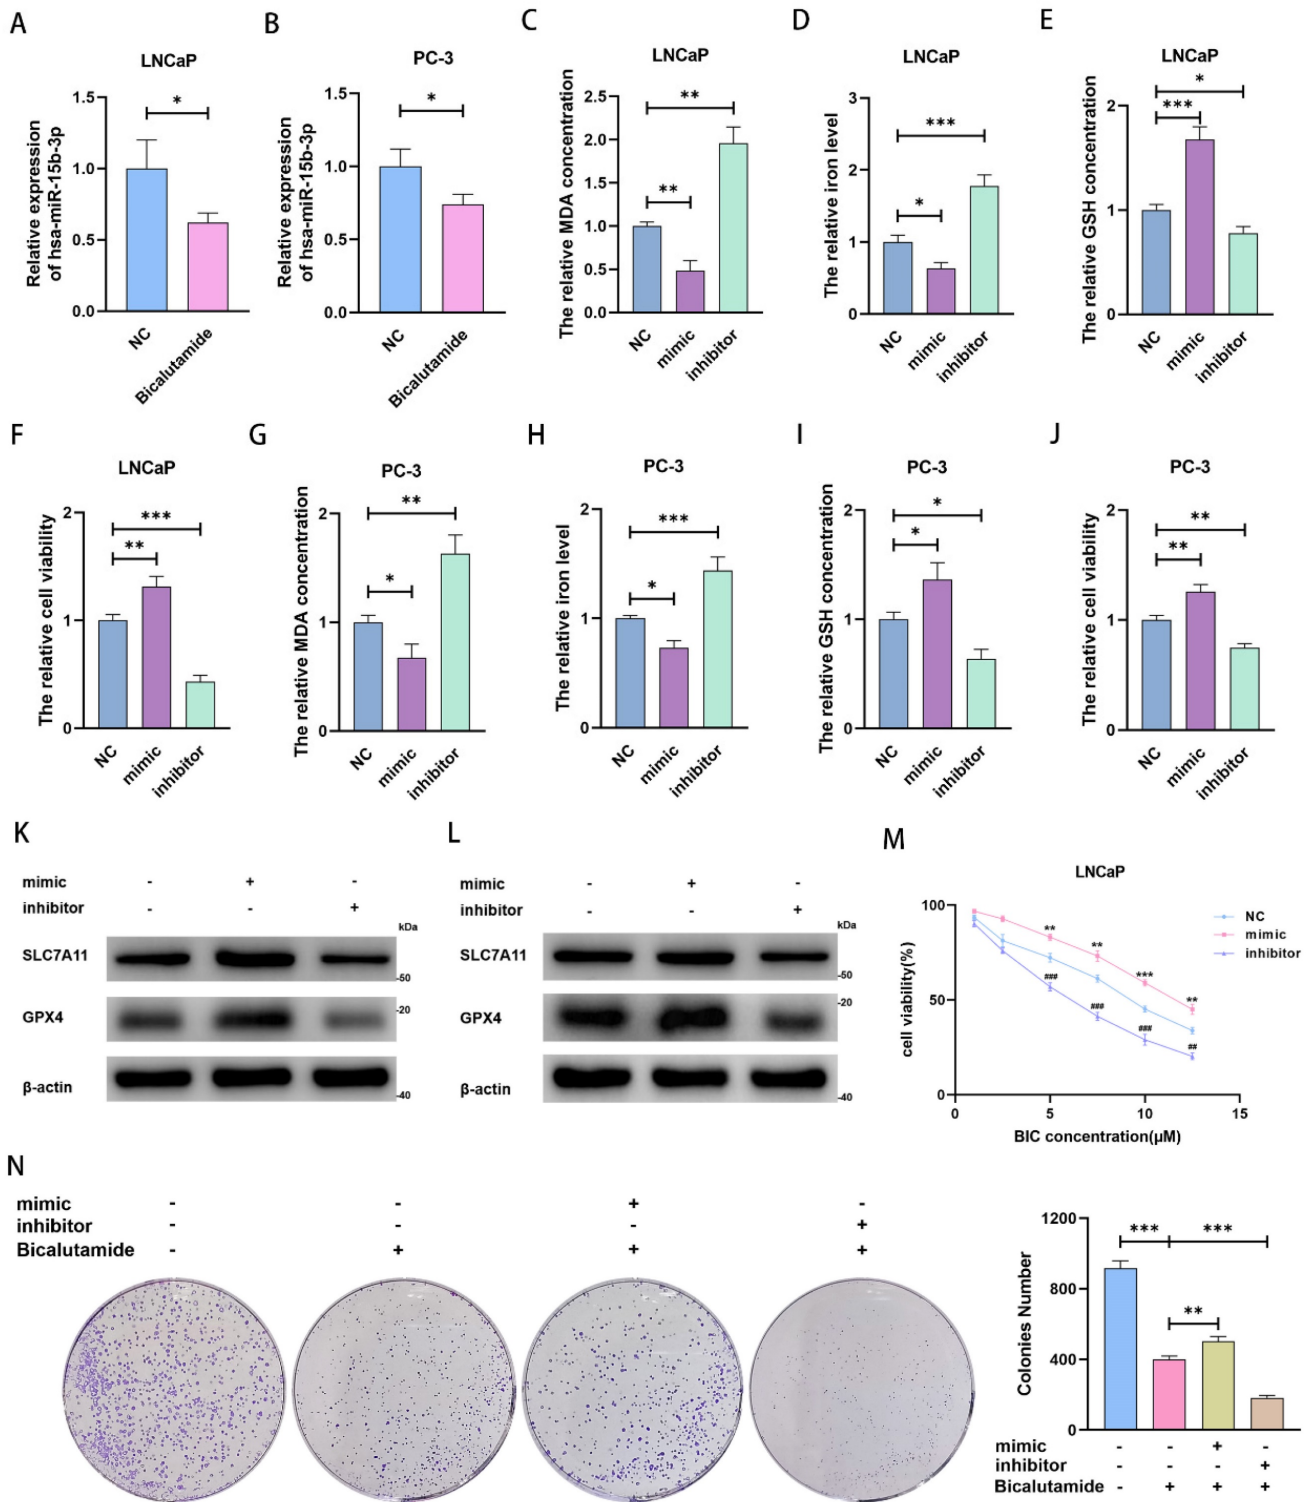 A
LNCaP
Relative expression
of hsa-miR-15b-3p
1.5
1.0
0.5
0.0
*
NC
Bicalutamide
B
PC-3
Relative expression
of hsa-miR-15b-3p
1.5
1.0
0.5
0.0
*
NC
Bicalutamide
C
LNCaP
The relative MDA concentration
2.5
2.0
1.5
1.0
0.5
0.0
**
**
NC
mimic
inhibitor
D
LNCaP
The relative iron level
3
2
1
0
***
*
NC
mimic
inhibitor
E
LNCaP
The relative GSH concentration
2
1
0
*
***
NC
mimic
inhibitor
F
LNCaP
The relative cell viability
2
1
0
***
**
NC
mimic
inhibitor
G
PC-3
The relative MDA concentration
2
1
0
**
*
NC
mimic
inhibitor
H
PC-3
The relative iron level
2
1
0
***
*
NC
mimic
inhibitor
I
PC-3
The relative GSH concentration
2
1
0
*
*
NC
mimic
inhibitor
J
PC-3
The relative cell viability
2
1
0
**
**
NC
mimic
inhibitor
K
mimic - + -
inhibitor - - +
kDa
SLC7A11
-50
GPX4
-20
β-actin
-40
L
mimic - + -
inhibitor - - +
kDa
SLC7A11
-50
GPX4
-20
β-actin
-40
M
LNCaP
cell viability(%)
100
50
0
0 5 10 15
BIC concentration(μM)
** ** *** **
### ### ### ##
NC
mimic
inhibitor
N
mimic - - + -
inhibitor - - - +
Bicalutamide - + + +
Colonies Number
1200
800
400
0
*** ***
**
mimic - - + -
inhibitor - - - +
Bicalutamide - + + +